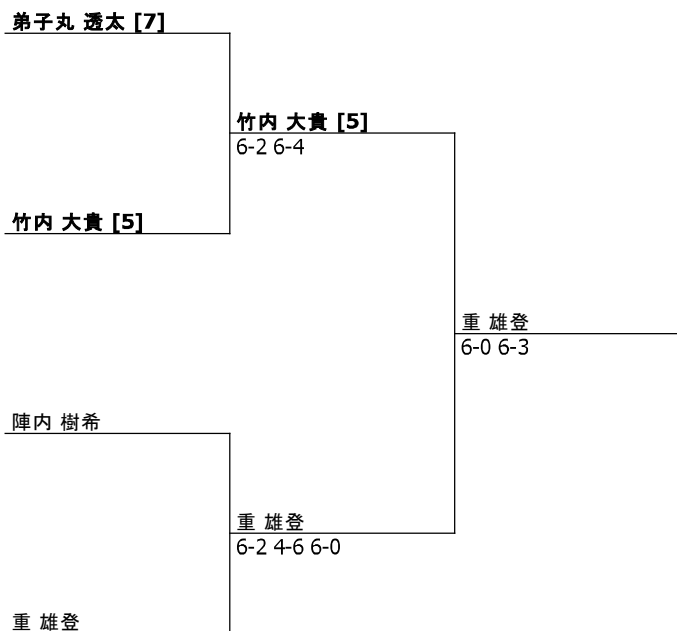 弟子丸 透太 [7]
竹内 大貴 [5]
6-2 6-4
竹内 大貴 [5]
重 雄登
6-0 6-3
陣内 樹希
重 雄登
6-2 4-6 6-0
重 雄登